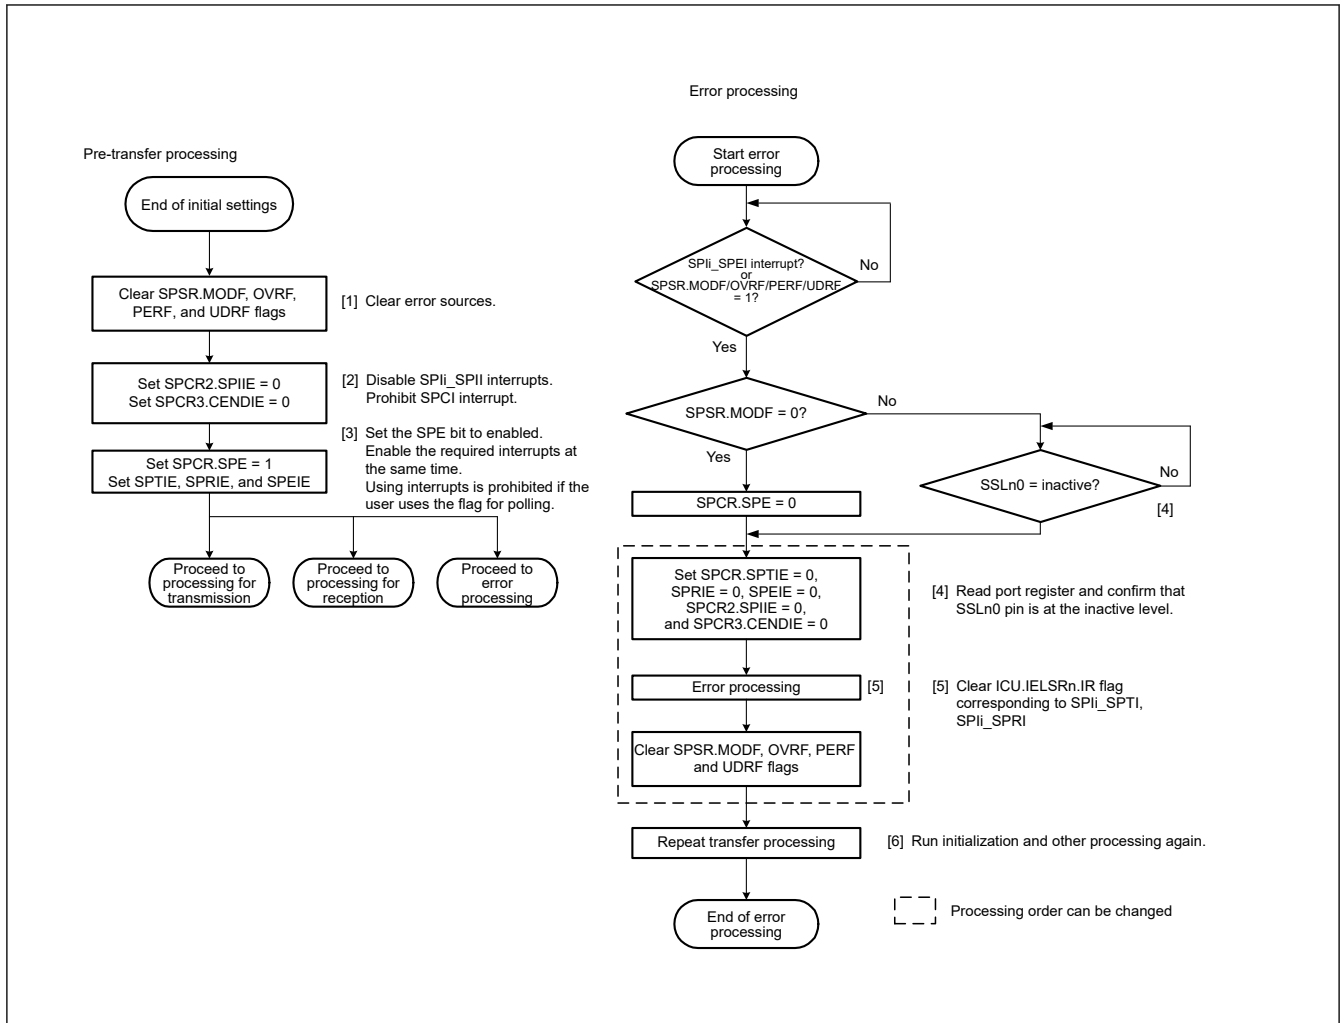 Pre-transfer processing
End of initial settings
Clear SPSR.MODF, OVRF,
PERF, and UDRF flags
[1] Clear error sources.
Set SPCR2.SPIIE = 0
Set SPCR3.CENDIE = 0
[2] Disable SPIi_SPII interrupts.
Prohibit SPCI interrupt.
Set SPCR.SPE = 1
Set SPTIE, SPRIE, and SPEIE
[3] Set the SPE bit to enabled.
Enable the required interrupts at
the same time.
Using interrupts is prohibited if the
user uses the flag for polling.
Proceed to
processing for
transmission
Proceed to
processing for
reception
Proceed to
error
processing
Error processing
Start error
processing
SPIi_SPEI interrupt?
or
SPSR.MODF/OVRF/PERF/UDRF
= 1?
No
Yes
SPSR.MODF = 0?
No
Yes
SSLn0 = inactive?
No
[4]
SPCR.SPE = 0
Set SPCR.SPTIE = 0,
SPRIE = 0, SPEIE = 0,
SPCR2.SPIIE = 0,
and SPCR3.CENDIE = 0
[4] Read port register and confirm that
SSLn0 pin is at the inactive level.
Error processing
[5]
[5] Clear ICU.IELSRn.IR flag
corresponding to SPIi_SPTI,
SPIi_SPRI
Clear SPSR.MODF, OVRF, PERF
and UDRF flags
Repeat transfer processing
[6] Run initialization and other processing again.
End of error
processing
Processing order can be changed